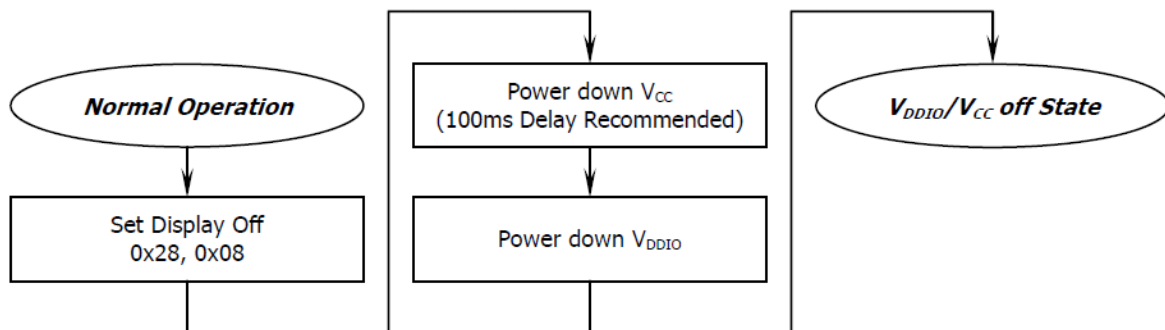 Normal Operation
Set Display Off
0x28, 0x08
Power down VCC
(100ms Delay Recommended)
Power down VDDIO
VDDIO/VCC off State